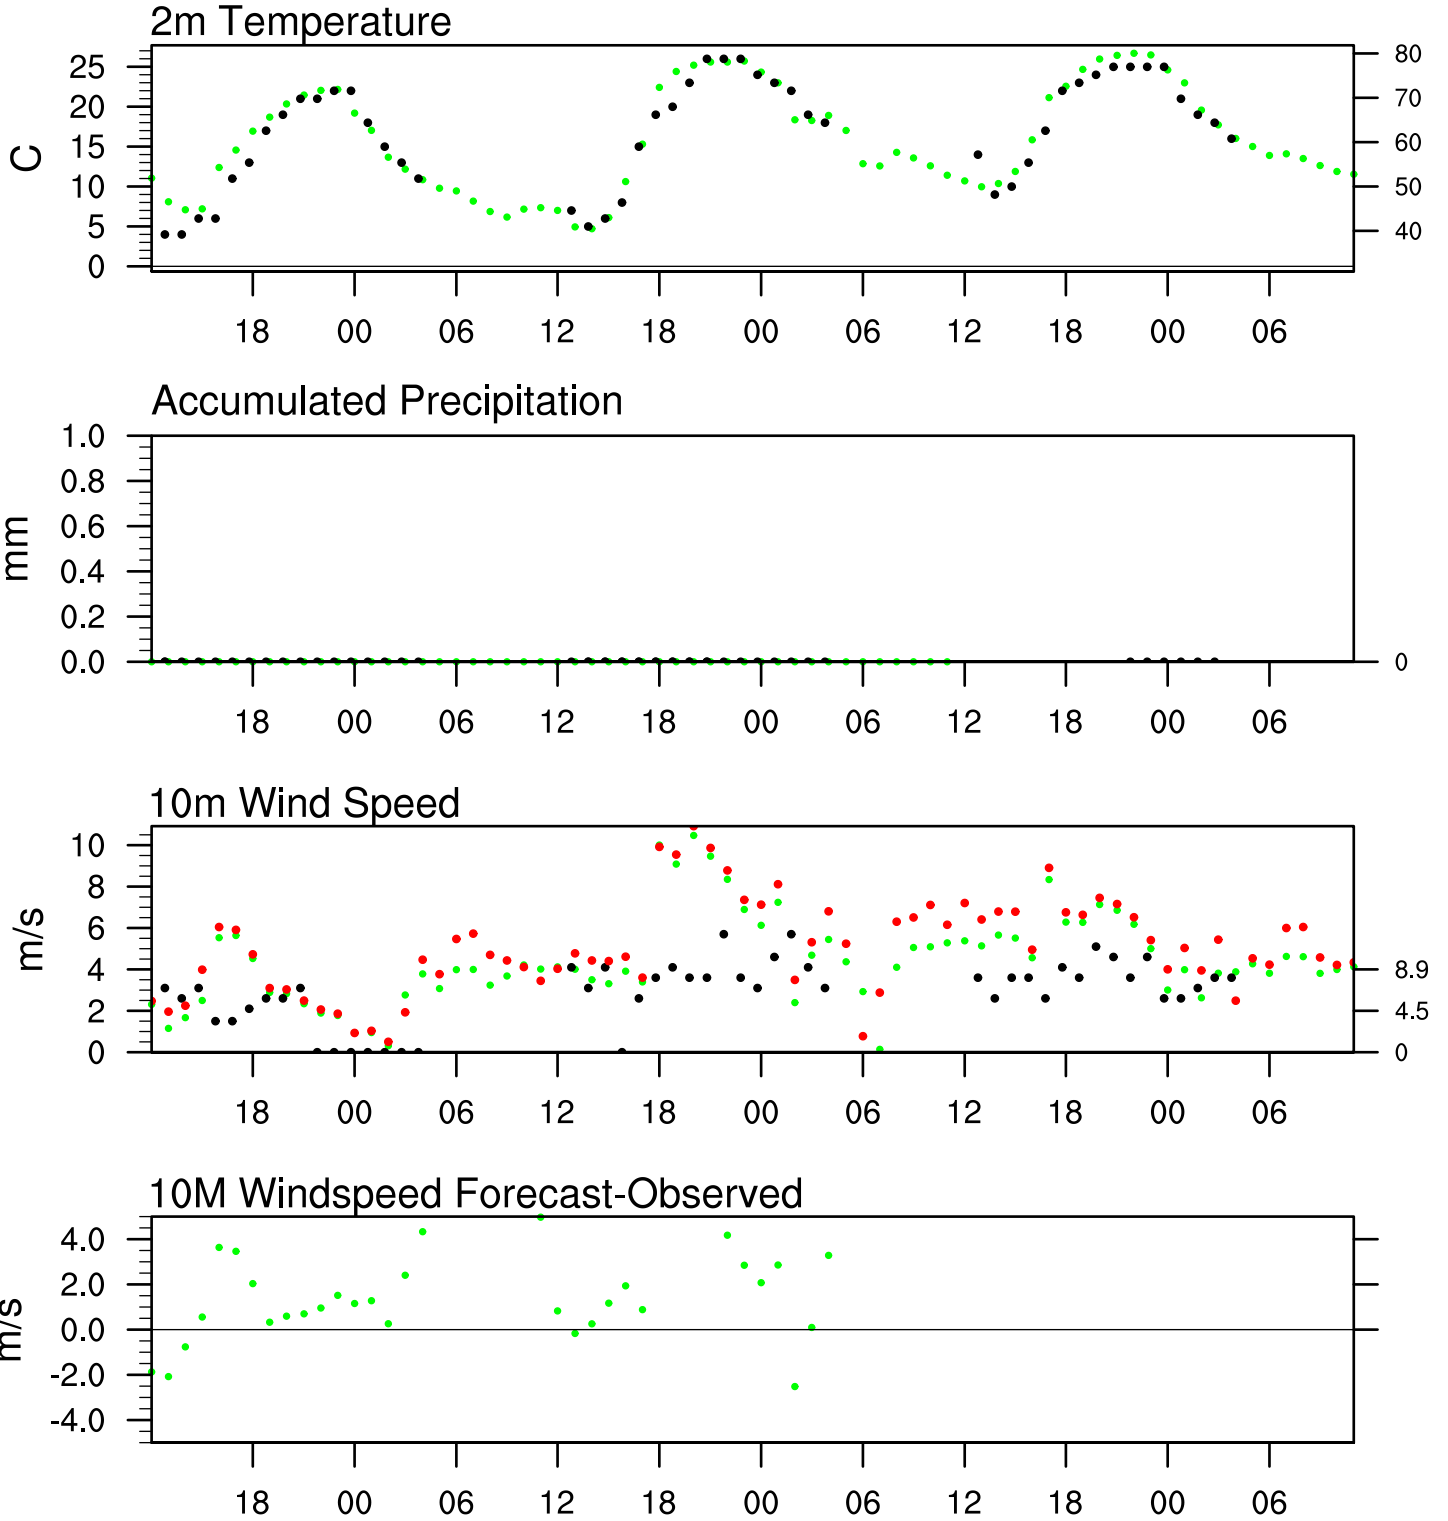 2m Temperature
C
25
20
15
10
5
0
80
70
60
50
40
18 00 06 12 18 00 06 12 18 00 06
Accumulated Precipitation
mm
1.0
0.8
0.6
0.4
0.2
0.0
0
18 00 06 12 18 00 06 12 18 00 06
10m Wind Speed
m/s
10
8
6
4
2
0
8.9
4.5
0
18 00 06 12 18 00 06 12 18 00 06
10M Windspeed Forecast-Observed
m/s
4.0
2.0
0.0
-2.0
-4.0
18 00 06 12 18 00 06 12 18 00 06